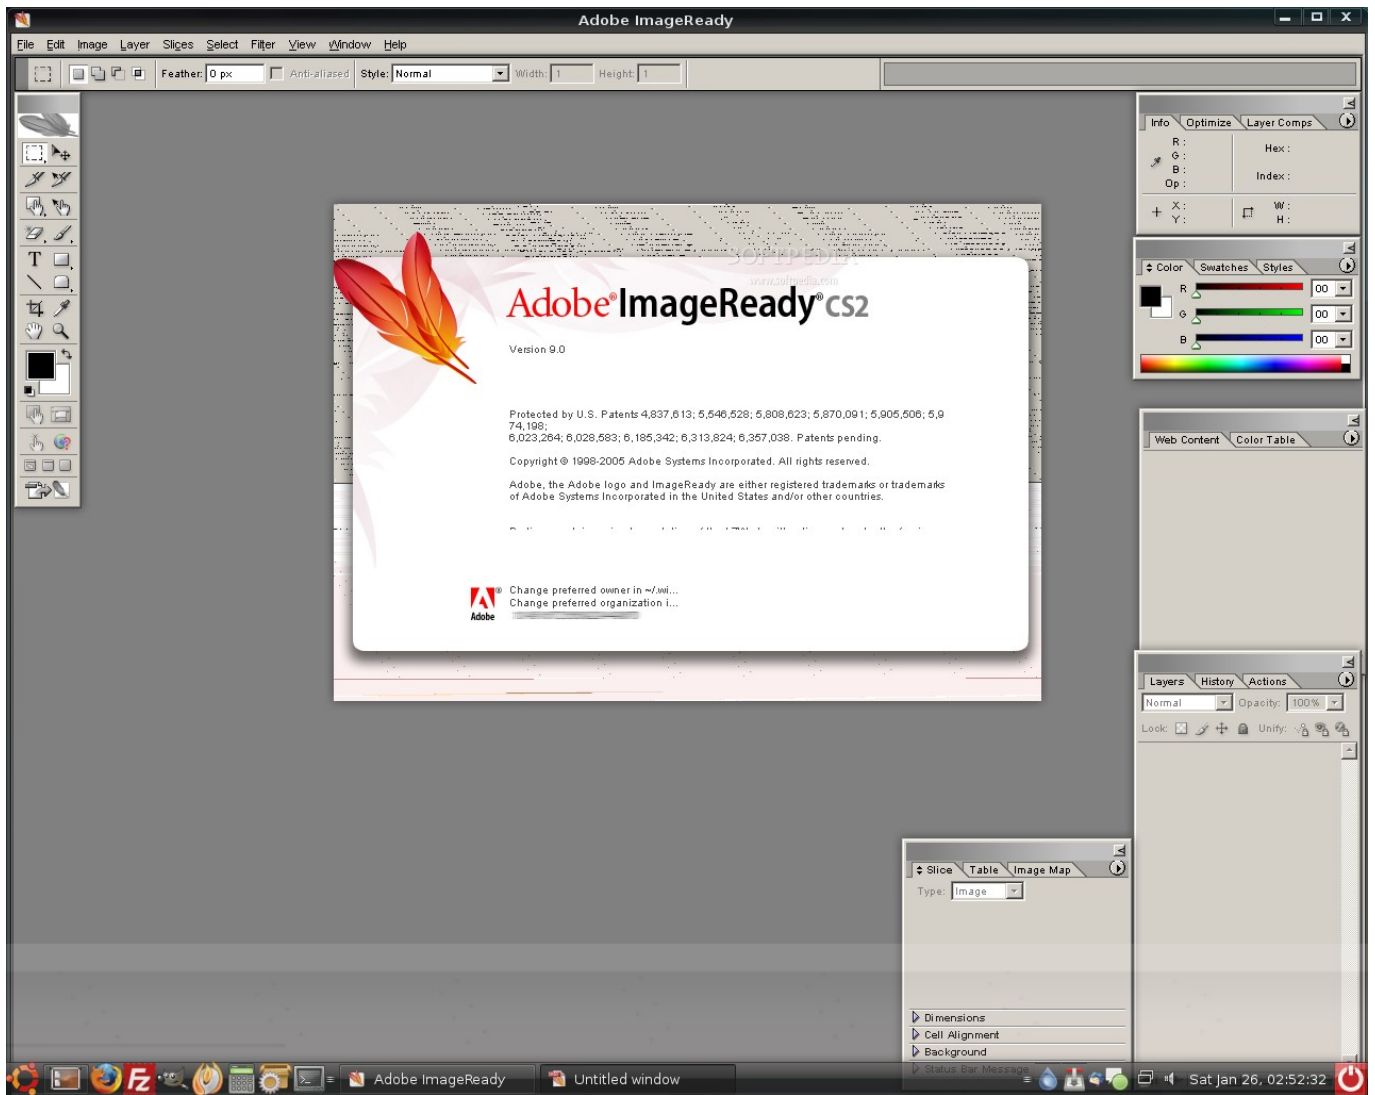 Adobe ImageReady
File Edit Image Layer Slices Select Filter View Window Help
Feather: 0 px Anti-aliased Style: Normal Width: 1 Height: 1
Info Optimize Layer Comps
R :
G :
B :
Op :
Hex :
Index :
X :
Y :
W :
H :
Color Swatches Styles
R 00
G 00
B 00
SOFTPEDIA
www.softpedia.com
Adobe® ImageReady® CS2
Version 9.0
Protected by U.S. Patents 4,837,613; 5,546,528; 5,808,623; 5,870,091; 5,905,506; 5,9
74,198;
6,023,264; 6,028,583; 6,185,342; 6,313,824; 6,357,038. Patents pending.
Copyright © 1998-2005 Adobe Systems Incorporated. All rights reserved.
Adobe, the Adobe logo and ImageReady are either registered trademarks or trademarks
of Adobe Systems Incorporated in the United States and/or other countries.
Change preferred owner in ~/.wi...
Change preferred organization i...
Adobe
T
Web Content Color Table
Layers History Actions
Normal Opacity: 100%
Lock: Unify:
Slice Table Image Map
Type: Image
Dimensions
Cell Alignment
Background
Status Bar Message
Adobe ImageReady
Untitled window
Sat Jan 26, 02:52:32